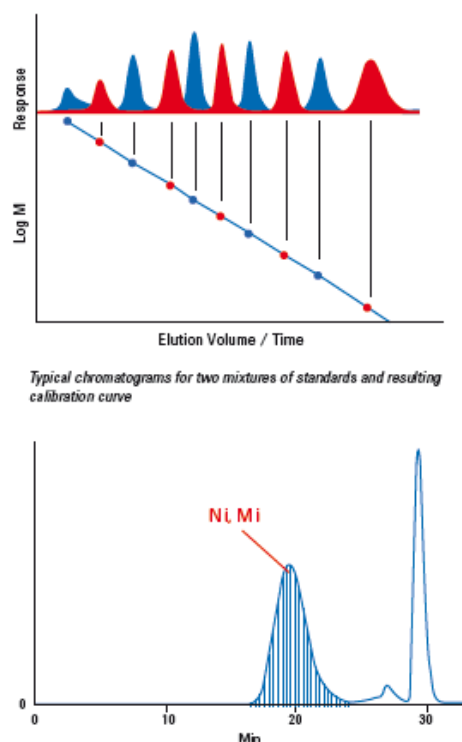 Response
Log M
Elution Volume / Time
Typical chromatograms for two mixtures of standards and resulting
calibration curve
Ni, Mi
0
0
10
20
30
Min